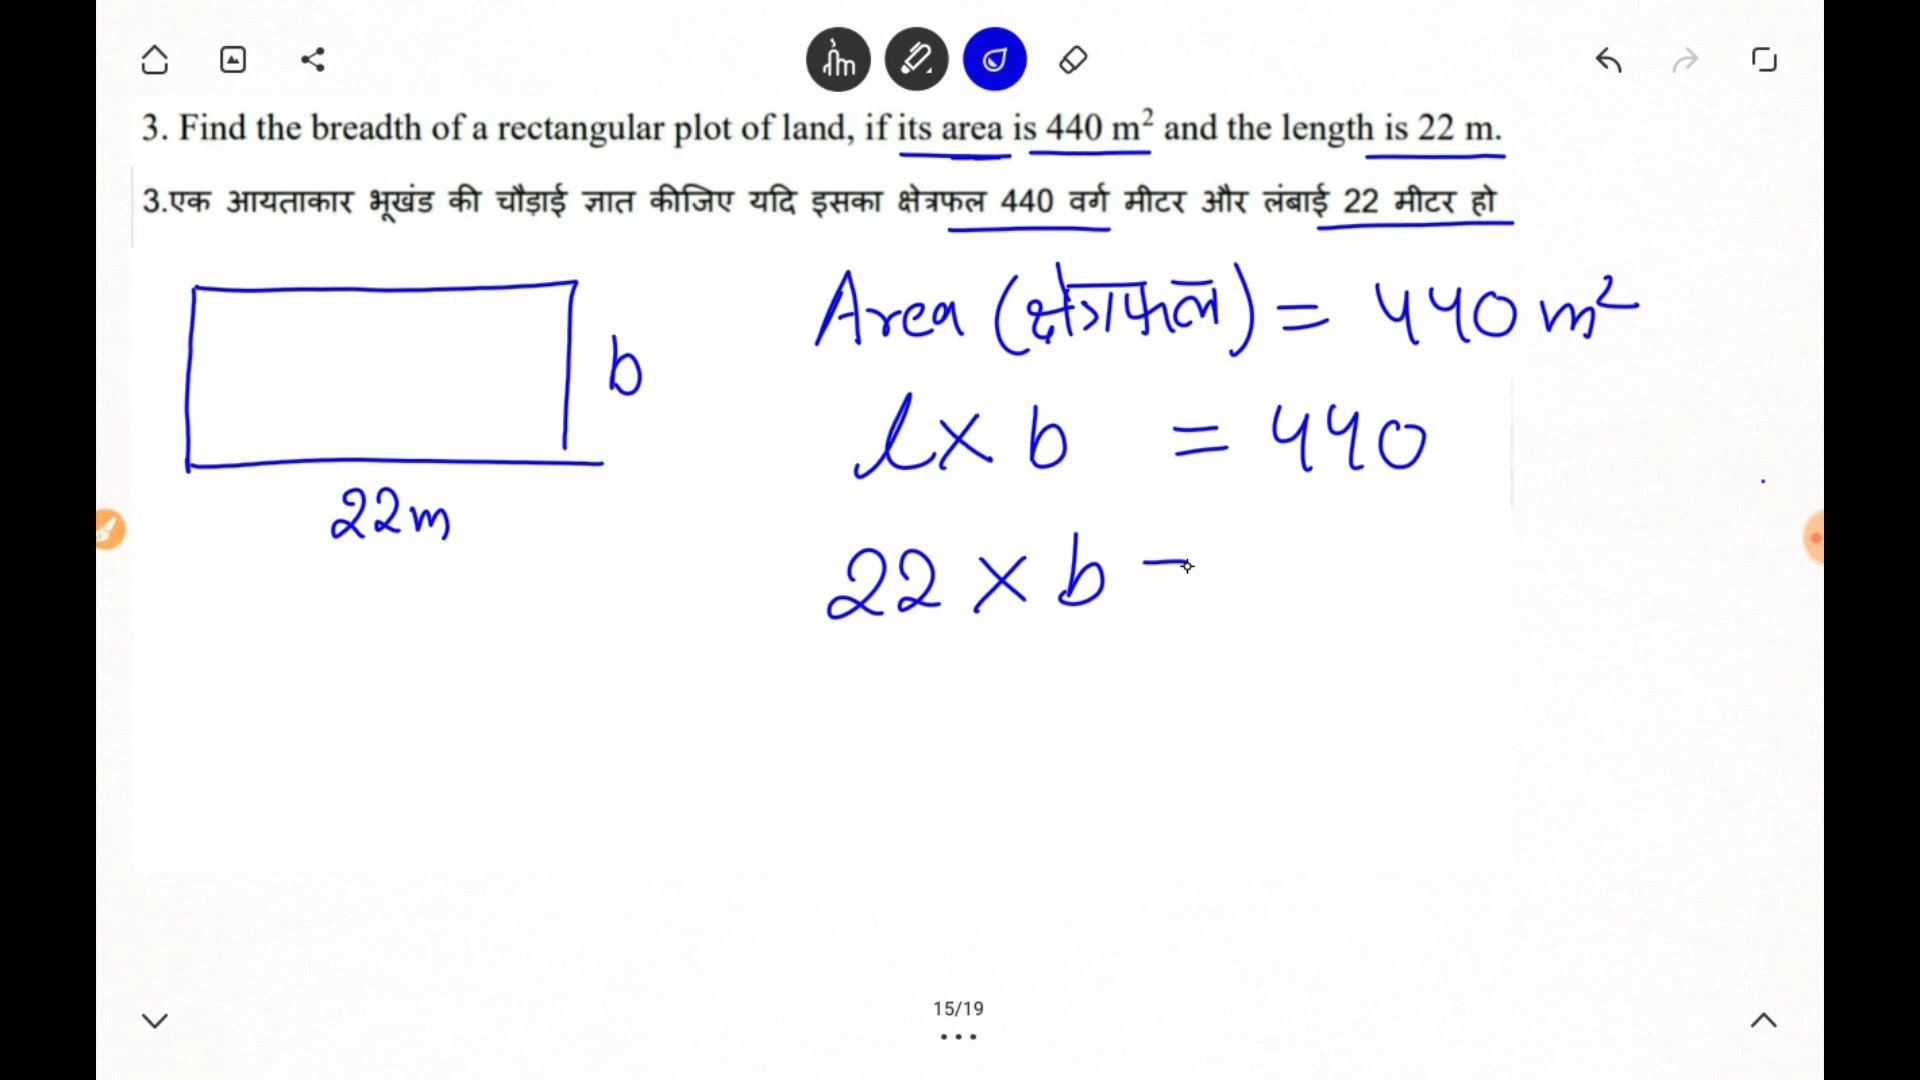 3. Find the breadth of a rectangular plot of land, if its area is 440 m² and the length is 22 m.
3.एक आयताकार भूखंड की चौड़ाई ज्ञात कीजिए यदि इसका क्षेत्रफल 440 वर्ग मीटर और लंबाई 22 मीटर हो
Area (क्षेत्रफल) = 440 m²
b
l × b = 440
22m
22 × b
15/19